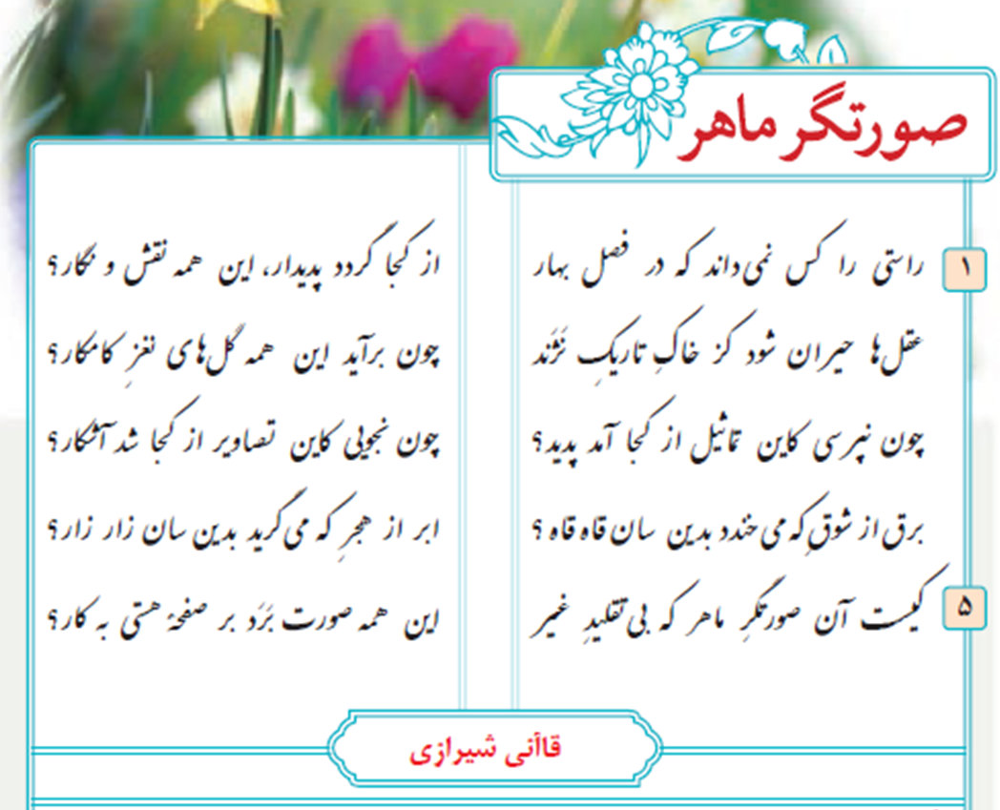 صورتگر ماهر
۱ راستی را کس نمی‌داند که در فصل بهار از کجا گردد پدیدار، این همه نقش و نگار؟
عقل‌ها حیران شود کز خاکِ تاریکِ نَژَند چون برآید این همه گل‌های نغزِ کامکار؟
چون نپرسی کاین تماثیل از کجا آمد پدید؟ چون نجویی کاین تصاویر از کجا شد آشکار؟
برق از شوقِ که می‌خندد بدین سان قاه قاه؟ ابر از هجرِ که می‌گرید بدین سان زار زار؟
۵ کیست آن صورتگرِ ماهر که بی‌تقلیدِ غیر این همه صورت بَرَد بر صفحهٔ هستی به کار؟
قاآنی شیرازی